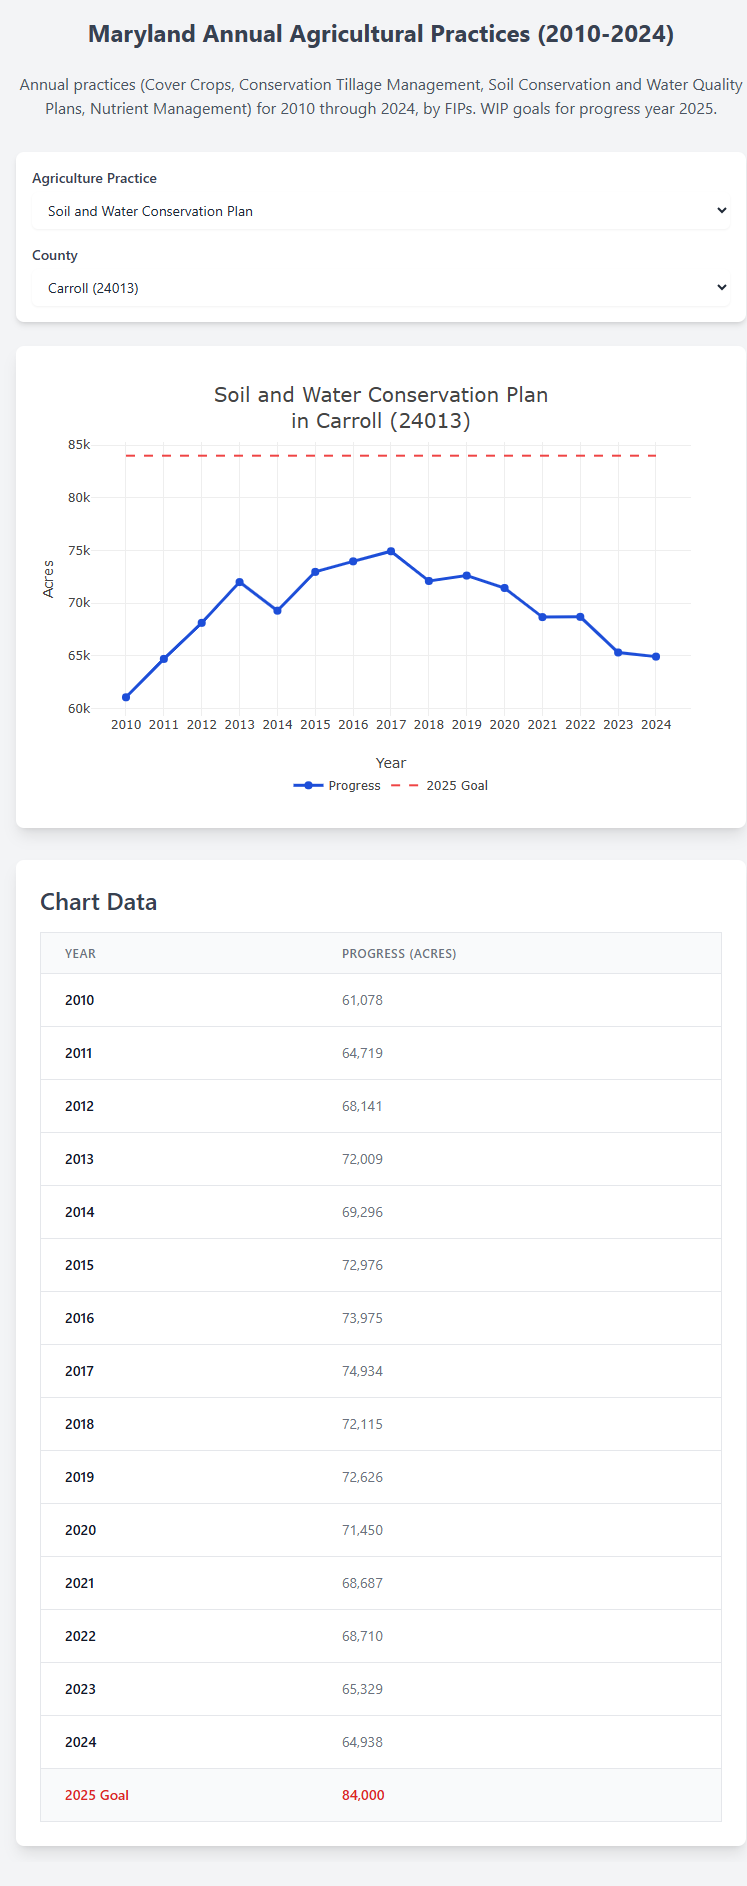 Maryland Annual Agricultural Practices (2010-2024)
Annual practices (Cover Crops, Conservation Tillage Management, Soil Conservation and Water Quality
Plans, Nutrient Management) for 2010 through 2024, by FIPs. WIP goals for progress year 2025.
Agriculture Practice
Soil and Water Conservation Plan
County
Carroll (24013)
Soil and Water Conservation Plan
in Carroll (24013)
Acres
85k
80k
75k
70k
65k
60k
2010 2011 2012 2013 2014 2015 2016 2017 2018 2019 2020 2021 2022 2023 2024
Year
Progress 2025 Goal
Chart Data
YEAR PROGRESS (ACRES)
2010 61,078
2011 64,719
2012 68,141
2013 72,009
2014 69,296
2015 72,976
2016 73,975
2017 74,934
2018 72,115
2019 72,626
2020 71,450
2021 68,687
2022 68,710
2023 65,329
2024 64,938
2025 Goal 84,000